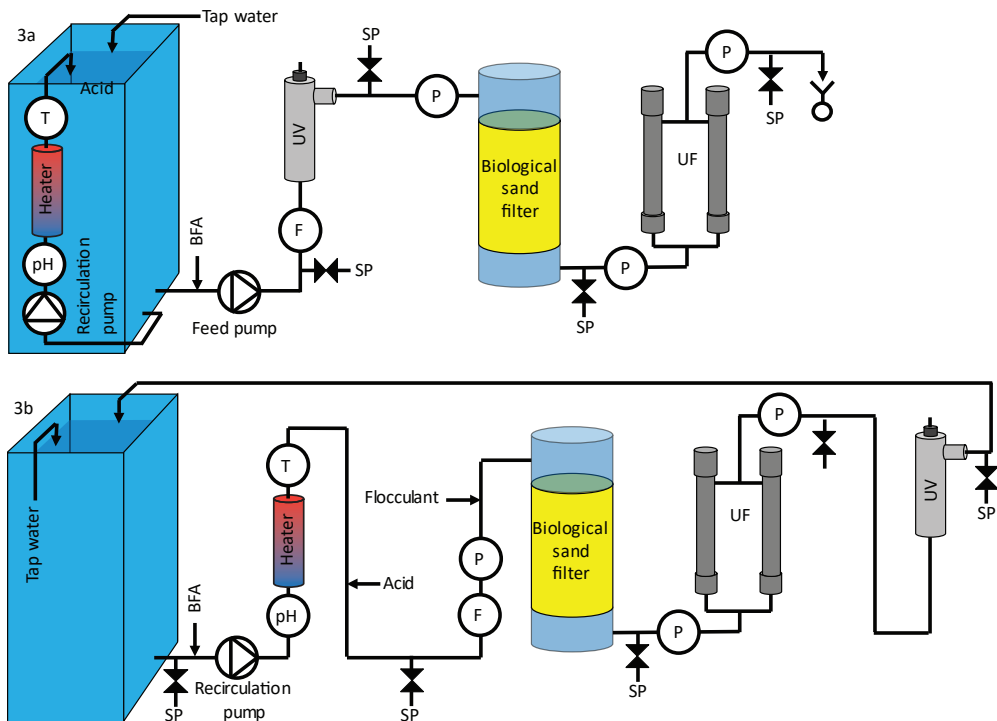 3a
Tap water
Acid
T
Heater
pH
Recirculation
pump
BFA
Feed pump
F
SP
UV
SP
P
Biological
sand
filter
SP
P
UF
P
SP
3b
Tap water
SP
BFA
Recirculation
pump
pH
Heater
T
Acid
SP
Flocculant
P
F
Biological
sand
filter
SP
P
UF
P
UV
SP